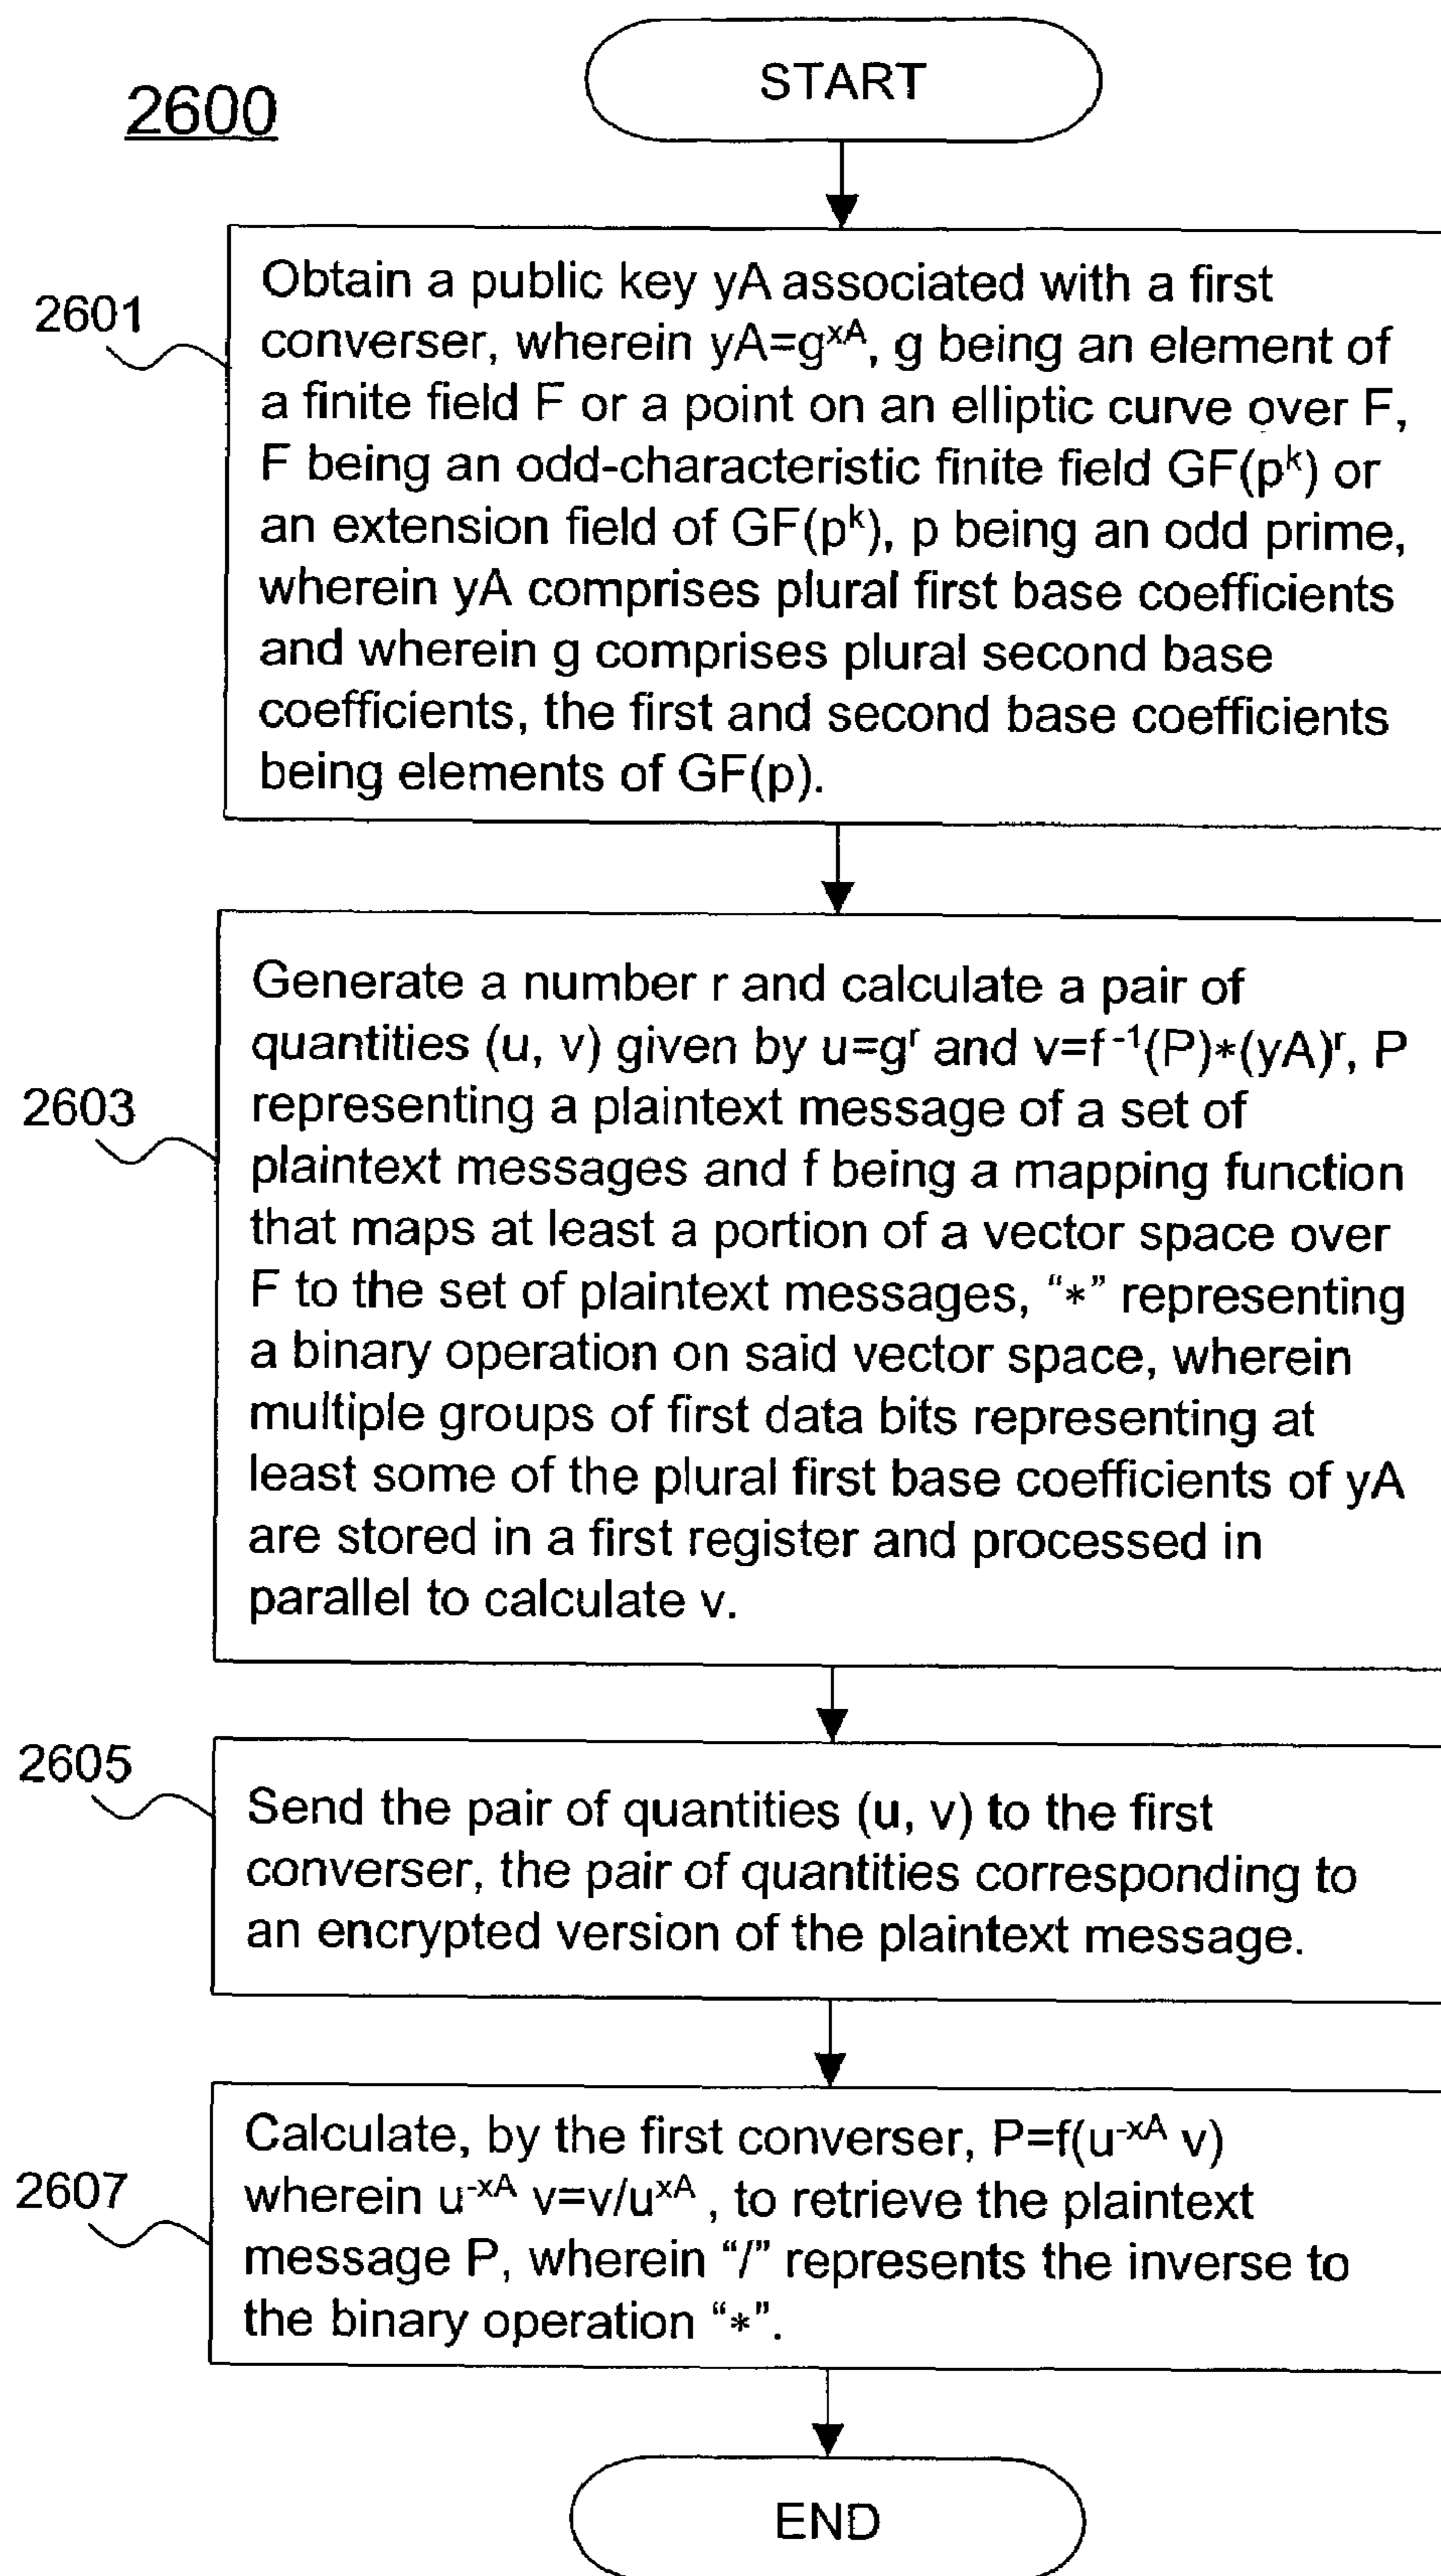 START
2600
2601
Obtain a public key yA associated with a first
converser, wherein yA=g^xA, g being an element of
a finite field F or a point on an elliptic curve over F,
F being an odd-characteristic finite field GF(p^k) or
an extension field of GF(p^k), p being an odd prime,
wherein yA comprises plural first base coefficients
and wherein g comprises plural second base
coefficients, the first and second base coefficients
being elements of GF(p).
2603
Generate a number r and calculate a pair of
quantities (u, v) given by u=g^r and v=f^-1(P)*(yA)^r, P
representing a plaintext message of a set of
plaintext messages and f being a mapping function
that maps at least a portion of a vector space over
F to the set of plaintext messages, “*” representing
a binary operation on said vector space, wherein
multiple groups of first data bits representing at
least some of the plural first base coefficients of yA
are stored in a first register and processed in
parallel to calculate v.
2605
Send the pair of quantities (u, v) to the first
converser, the pair of quantities corresponding to
an encrypted version of the plaintext message.
2607
Calculate, by the first converser, P=f(u^-xA v)
wherein u^-xA v=v/u^xA , to retrieve the plaintext
message P, wherein “/” represents the inverse to
the binary operation “*”.
END